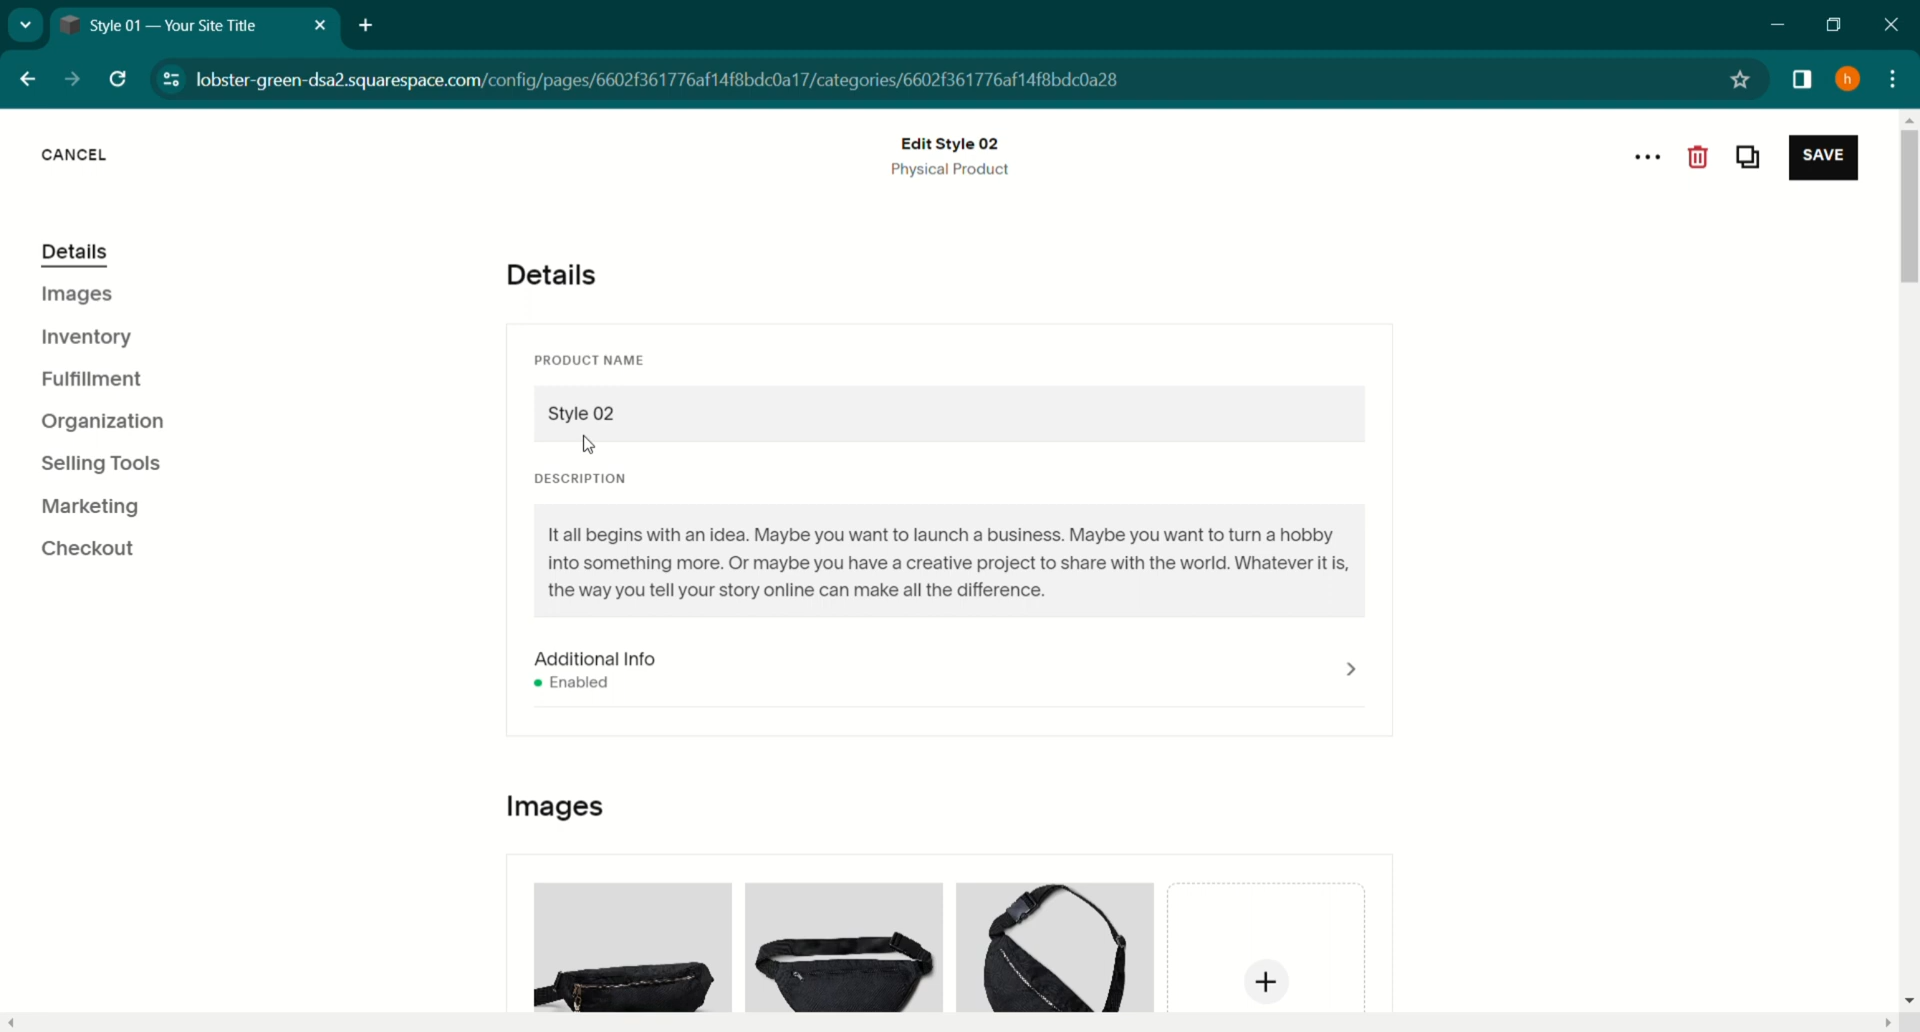 Style 01 — Your Site Title
lobster-green-dsa2.squarespace.com/config/pages/6602f361776af14f8bdc0a17/categories/6602f361776af14f8bdc0a28
h
CANCEL
Edit Style 02
Physical Product
SAVE
Details
Images
Inventory
Fulfillment
Organization
Selling Tools
Marketing
Checkout
Details
PRODUCT NAME
Style 02
DESCRIPTION
It all begins with an idea. Maybe you want to launch a business. Maybe you want to turn a hobby
into something more. Or maybe you have a creative project to share with the world. Whatever it is,
the way you tell your story online can make all the difference.
Additional Info
Enabled
Images